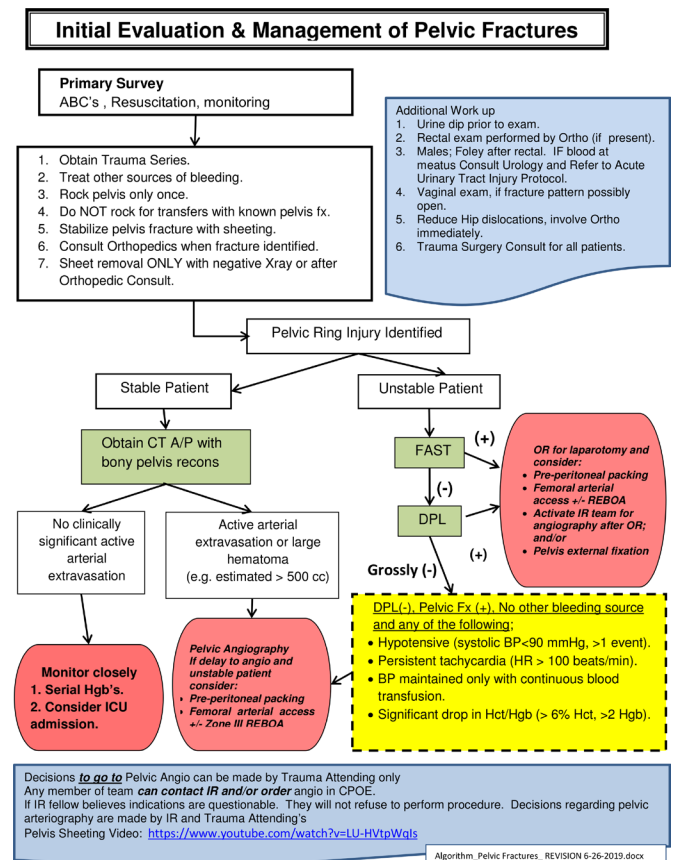 Initial Evaluation & Management of Pelvic Fractures
Primary Survey
ABC's , Resuscitation, monitoring
1. Obtain Trauma Series.
2. Treat other sources of bleeding.
3. Rock pelvis only once.
4. Do NOT rock for transfers with known pelvis fx.
5. Stabilize pelvis fracture with sheeting.
6. Consult Orthopedics when fracture identified.
7. Sheet removal ONLY with negative Xray or after
Orthopedic Consult.
Additional Work up
1. Urine dip prior to exam.
2. Rectal exam performed by Ortho (if present).
3. Males; Foley after rectal. IF blood at
meatus Consult Urology and Refer to Acute
Urinary Tract Injury Protocol.
4. Vaginal exam, if fracture pattern possibly
open.
5. Reduce Hip dislocations, involve Ortho
immediately.
6. Trauma Surgery Consult for all patients.
Pelvic Ring Injury Identified
Stable Patient
Unstable Patient
Obtain CT A/P with
bony pelvis recons
FAST
(+)
(-)
DPL
(+)
Grossly (-)
OR for laparotomy and
consider:
• Pre-peritoneal packing
• Femoral arterial
access +/- REBOA
• Activate IR team for
angiography after OR;
and/or
• Pelvis external fixation
No clinically
significant active
arterial
extravasation
Active arterial
extravasation or large
hematoma
(e.g. estimated > 500 cc)
Monitor closely
1. Serial Hgb's.
2. Consider ICU
admission.
Pelvic Angiography
If delay to angio and
unstable patient
consider:
• Pre-peritoneal packing
• Femoral arterial access
+/- Zone III REBOA
DPL(-), Pelvic Fx (+), No other bleeding source
and any of the following;
• Hypotensive (systolic BP<90 mmHg, >1 event).
• Persistent tachycardia (HR > 100 beats/min).
• BP maintained only with continuous blood
transfusion.
• Significant drop in Hct/Hgb (> 6% Hct, >2 Hgb).
Decisions to go to Pelvic Angio can be made by Trauma Attending only
Any member of team can contact IR and/or order angio in CPOE.
If IR fellow believes indications are questionable. They will not refuse to perform procedure. Decisions regarding pelvic
arteriography are made by IR and Trauma Attending's
Pelvis Sheeting Video: https://www.youtube.com/watch?v=LU-HVtpWqIs
Algorithm_Pelvic Fractures_ REVISION 6-26-2019.docx